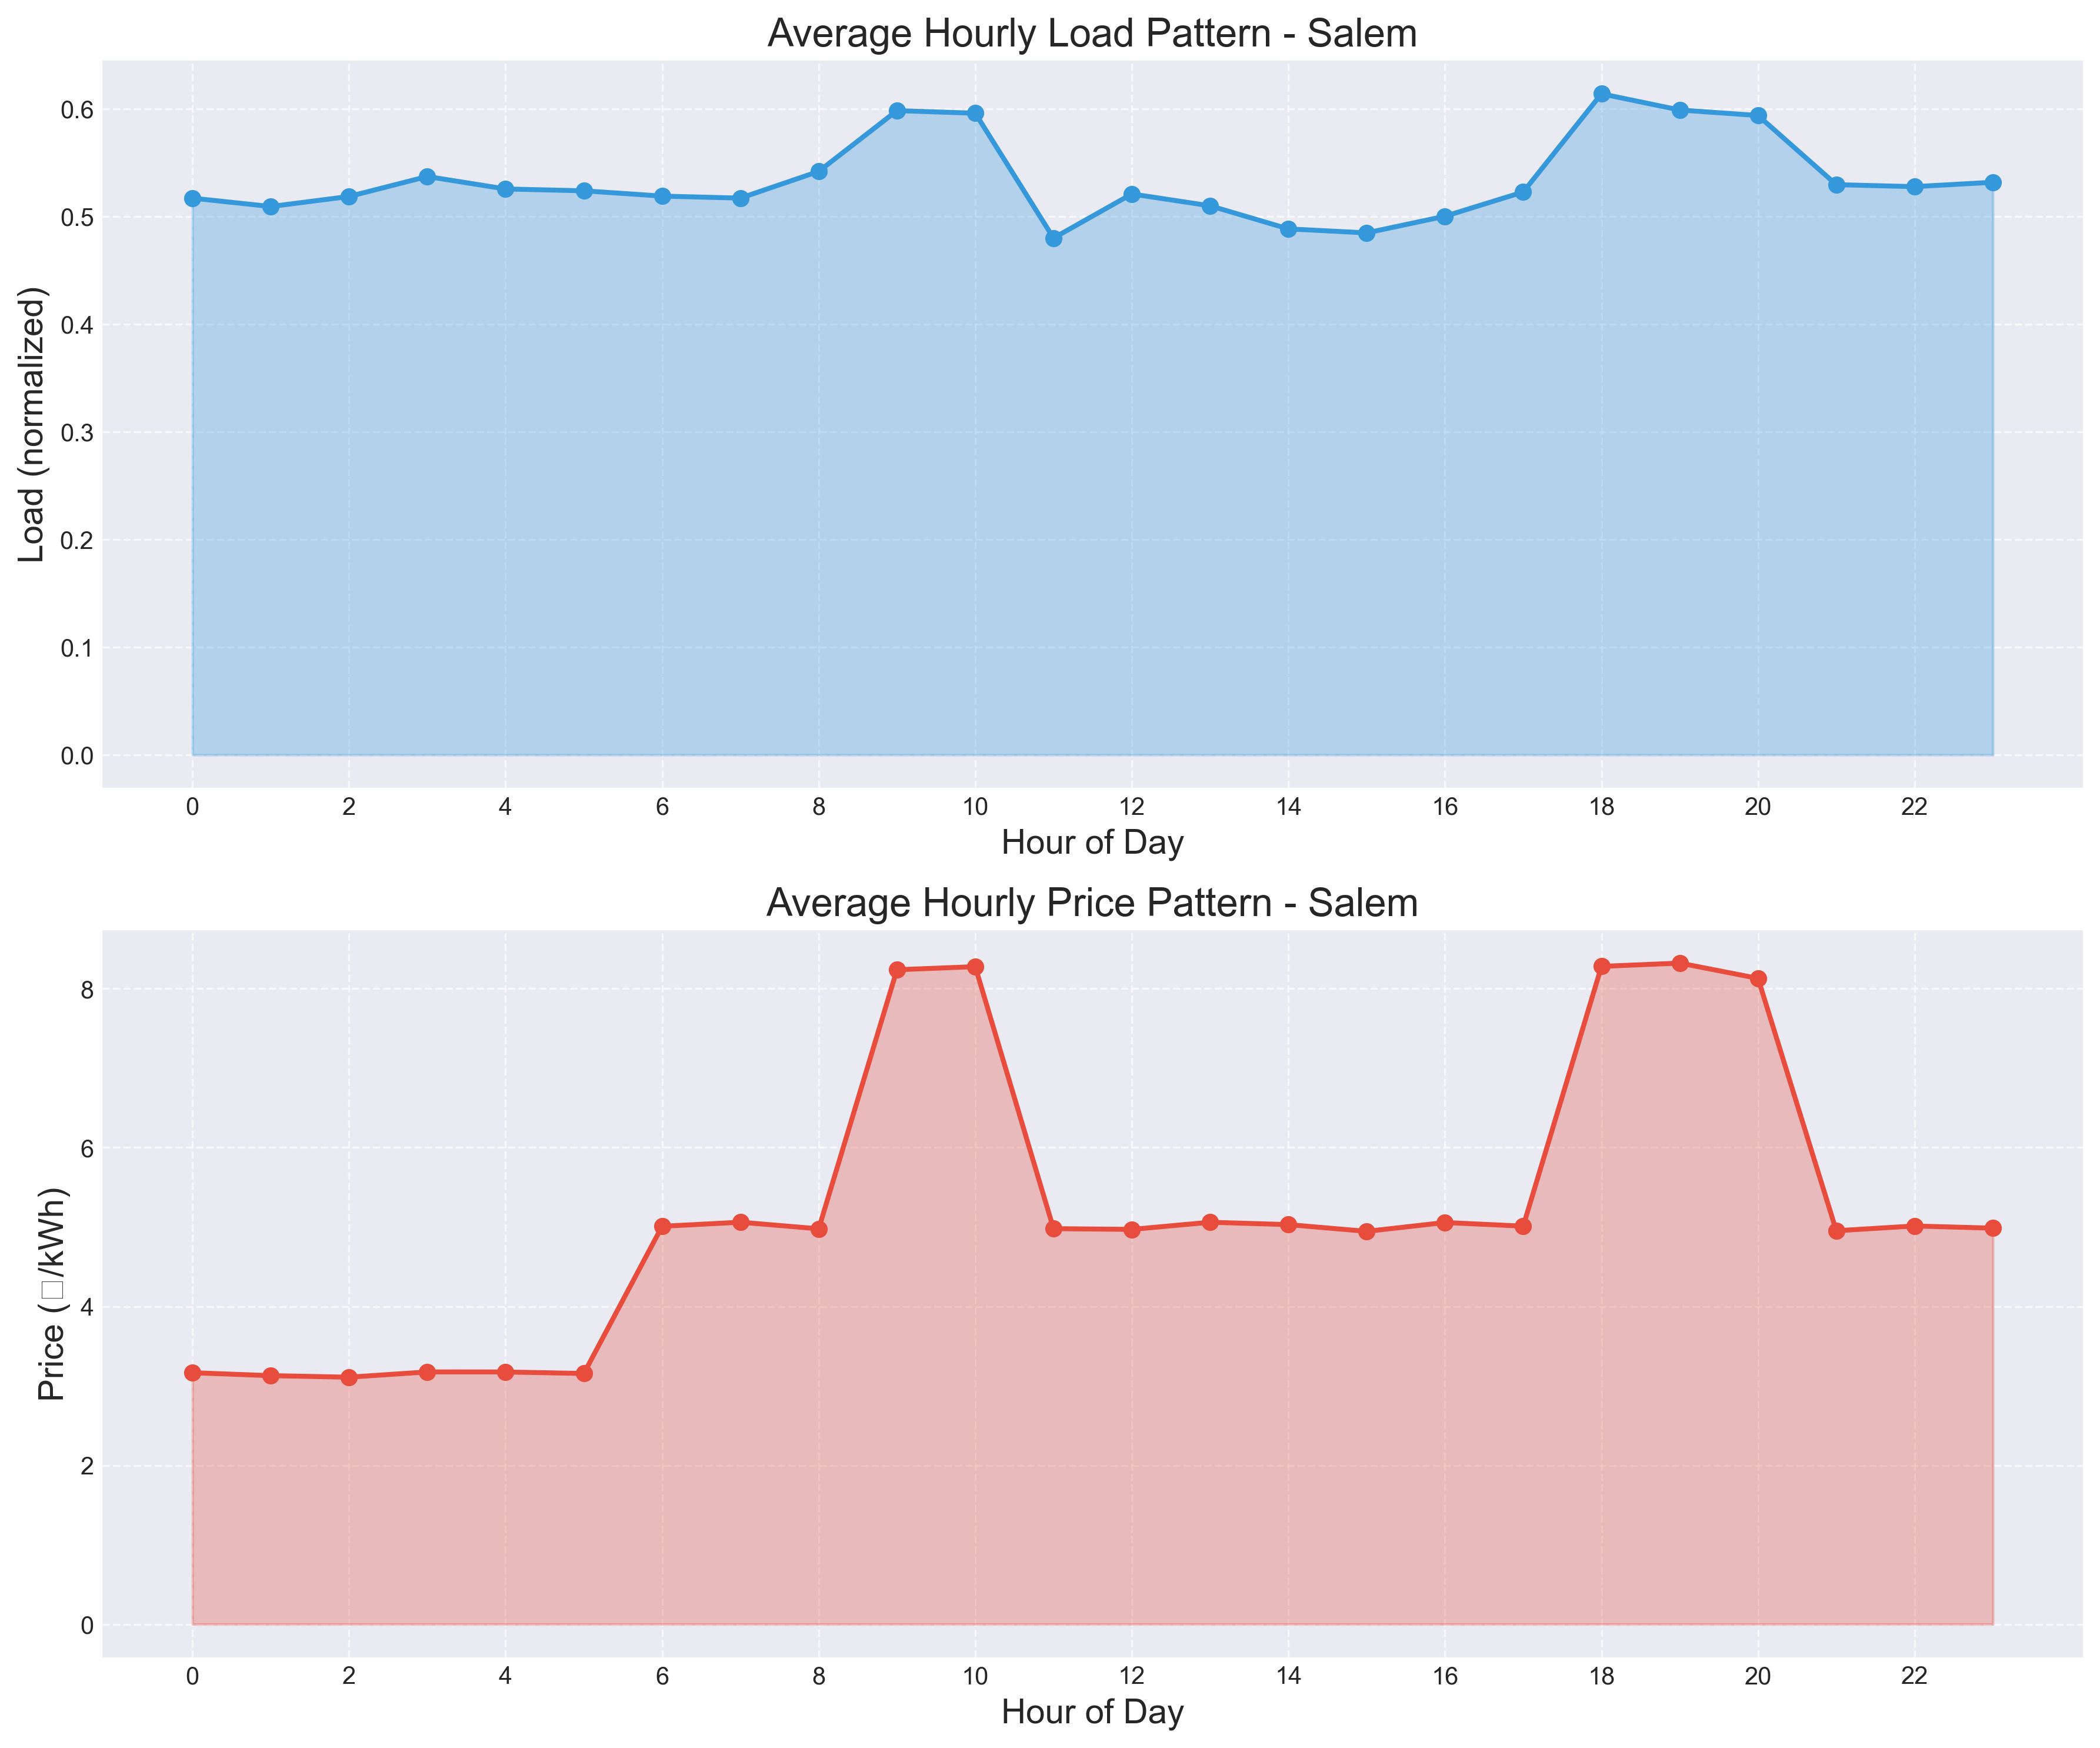 Average Hourly Load Pattern - Salem
Load (normalized)
0.6
0.5
0.4
0.3
0.2
0.1
0.0
0 2 4 6 8 10 12 14 16 18 20 22
Hour of Day
Average Hourly Price Pattern - Salem
Price (□/kWh)
8
6
4
2
0
0 2 4 6 8 10 12 14 16 18 20 22
Hour of Day